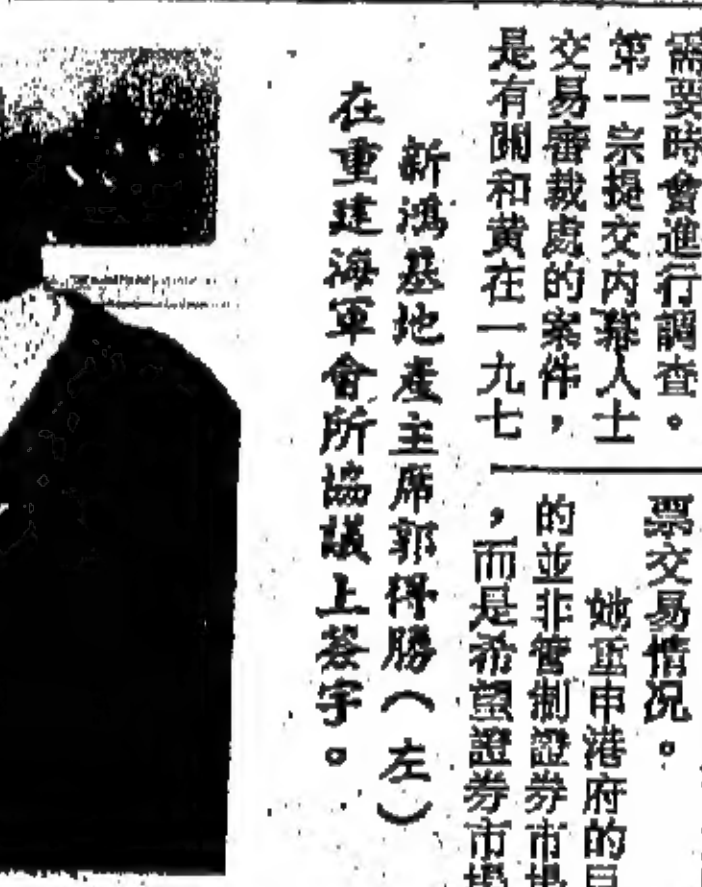 需要時會進行調查。
第一宗提交內幕人士
交易審裁處的案件，
是有關和黃在一九七
票交易情況。
她重申港府的目
的並非管制證券市場
，而是希望證券市場
新鴻基地產主席郭得勝（左）
在重建海軍會所協議上簽字。